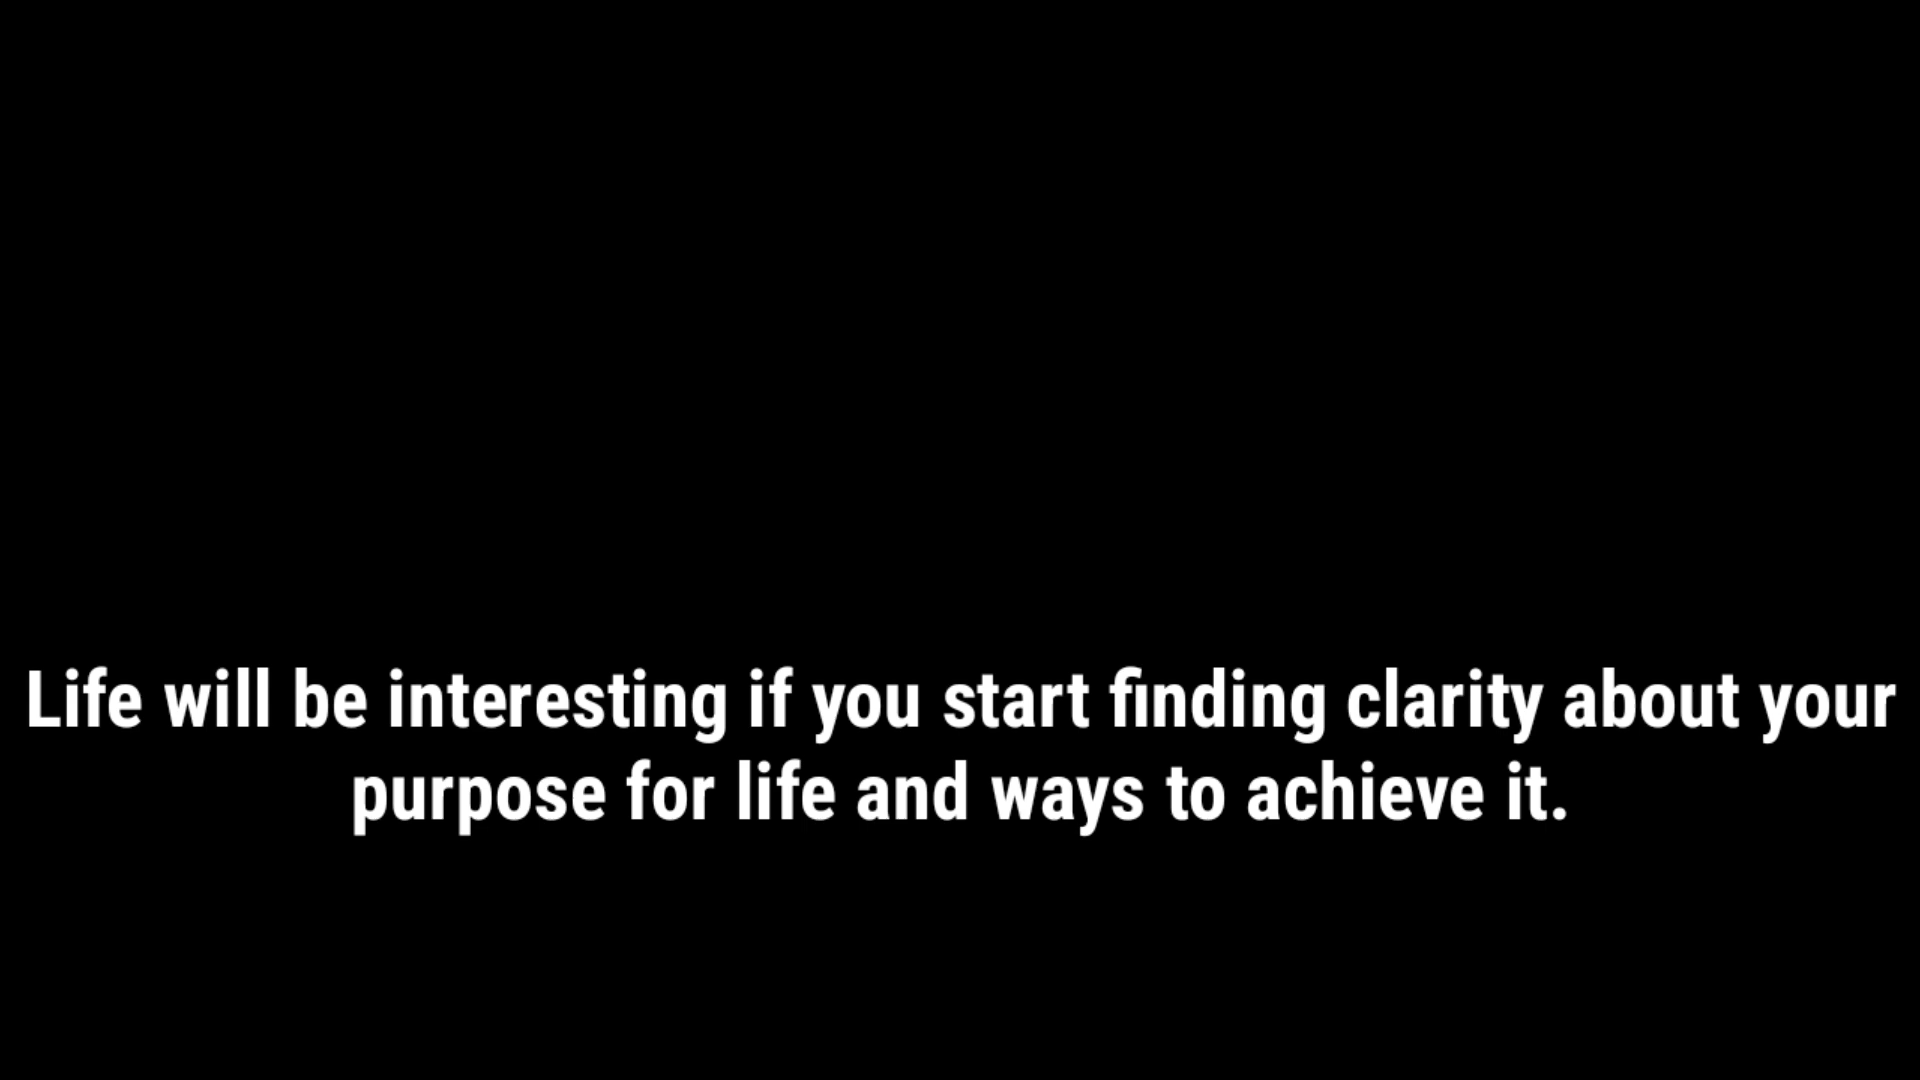 Life will be interesting if you start finding clarity about your
purpose for life and ways to achieve it.